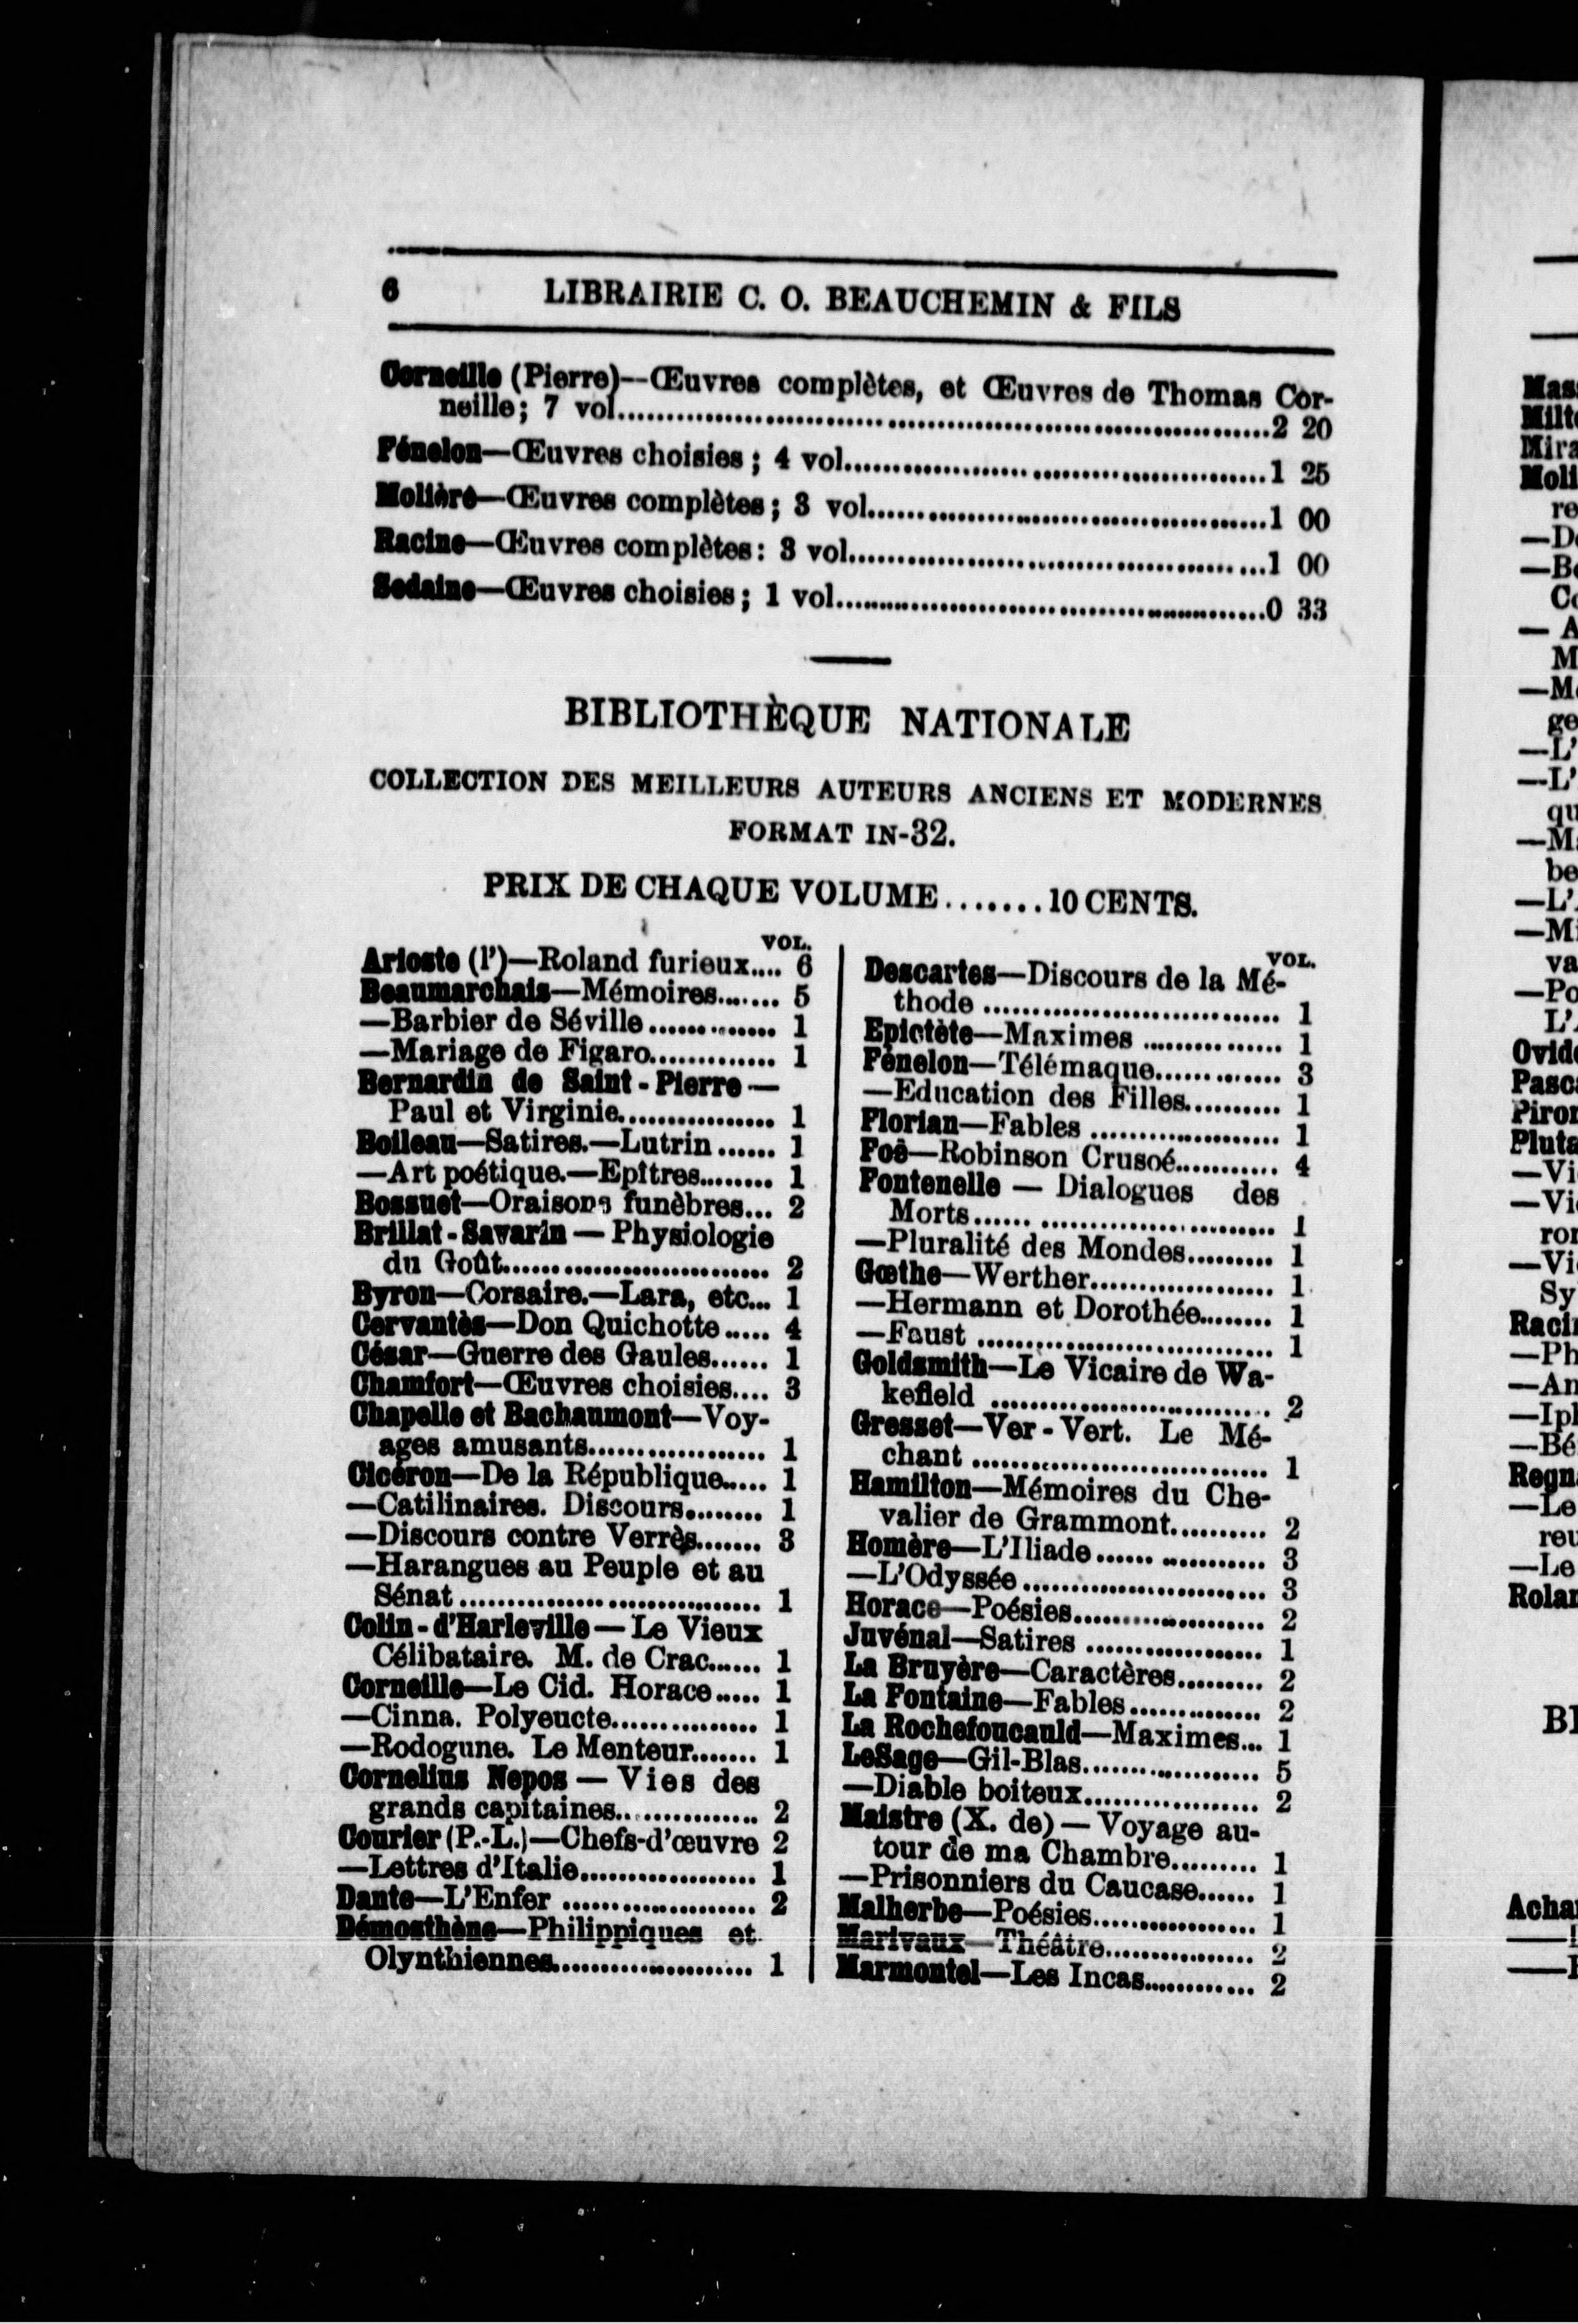 6 LIBRAIRIE C. O. BEAUCHEMIN & FILS
Corneille (Pierre)--Œuvres complètes, et Œuvres de Thomas Cor-
neille; 7 vol..........2 20
Fénelon—Œuvres choisies; 4 vol..........1 25
Molière—Œuvres complètes; 3 vol..........1 00
Racine—Œuvres complètes: 3 vol..........1 00
Sedaine—Œuvres choisies; 1 vol..........0 33
BIBLIOTHÈQUE NATIONALE
COLLECTION DES MEILLEURS AUTEURS ANCIENS ET MODERNES
FORMAT IN-32.
PRIX DE CHAQUE VOLUME.......10 CENTS.
VOL.
Arioste (l')—Roland furieux.... 6
Beaumarchais—Mémoires....... 5
—Barbier de Séville............. 1
—Mariage de Figaro............. 1
Bernardin de Saint-Pierre—
Paul et Virginie................ 1
Boileau—Satires.—Lutrin...... 1
—Art poétique.—Epîtres........ 1
Bossuet—Oraisons funèbres... 2
Brillat-Savarin — Physiologie
du Goût........................... 2
Byron—Corsaire.—Lara, etc... 1
Cervantès—Don Quichotte..... 4
César—Guerre des Gaules...... 1
Chamfort—Œuvres choisies.... 3
Chapelle et Bachaumont—Voy-
ages amusants.................. 1
Cicéron—De la République..... 1
—Catilinaires. Discours........ 1
—Discours contre Verrès....... 3
—Harangues au Peuple et au
Sénat............................... 1
Colin-d'Harleville — Le Vieux
Célibataire. M. de Crac...... 1
Corneille—Le Cid. Horace..... 1
—Cinna. Polyeucte............... 1
—Rodogune. Le Menteur....... 1
Cornelius Nepos — Vies des
grands capitaines............... 2
Courier (P.-L.)—Chefs-d'œuvre 2
—Lettres d'Italie.................. 1
Dante—L'Enfer .................... 2
Démosthène—Philippiques et
Olynthiennes..................... 1
VOL.
Descartes—Discours de la Mé-
thode .............................. 1
Epictète—Maximes ............... 1
Fénelon—Télémaque............. 3
—Education des Filles.......... 1
Florian—Fables ................... 1
Foë—Robinson Crusoé........... 4
Fontenelle — Dialogues des
Morts............................... 1
—Pluralité des Mondes......... 1
Gœthe—Werther................... 1
—Hermann et Dorothée........ 1
—Faust .............................. 1
Goldsmith—Le Vicaire de Wa-
kefield ............................. 2
Gresset—Ver-Vert. Le Mé-
chant .............................. 1
Hamilton—Mémoires du Che-
valier de Grammont.......... 2
Homère—L'Iliade................. 3
—L'Odyssée......................... 3
Horace—Poésies................... 2
Juvénal—Satires .................. 1
La Bruyère—Caractères......... 2
La Fontaine—Fables............. 2
La Rochefoucauld—Maximes... 1
LeSage—Gil-Blas.................. 5
—Diable boiteux.................. 2
Maistre (X. de) — Voyage au-
tour de ma Chambre......... 1
—Prisonniers du Caucase...... 1
Malherbe—Poésies................ 1
Marivaux—Théâtre............... 2
Marmontel—Les Incas............ 2